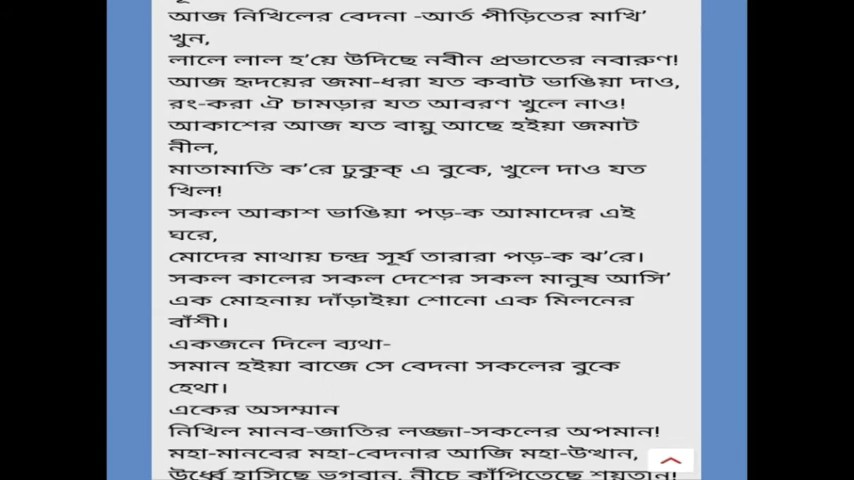 আজ নিখিলের বেদনা -আর্ত পীড়িতের মাখি'
খুন,
লালে লাল হ'য়ে উদিছে নবীন প্রভাতের নবারুণ!
আজ হৃদয়ের জমা-ধরা যত কবাট ভাঙিয়া দাও,
রং-করা ঐ চামড়ার যত আবরণ খুলে নাও!
আকাশের আজ যত বায়ু আছে হইয়া জমাট
নীল,
মাতামাতি ক'রে ঢুকুক্ এ বুকে, খুলে দাও যত
খিল!
সকল আকাশ ভাঙিয়া পড়-ক আমাদের এই
ঘরে,
মোদের মাথায় চন্দ্র সূর্য তারারা পড়-ক ঝ'রে।
সকল কালের সকল দেশের সকল মানুষ আসি'
এক মোহনায় দাঁড়াইয়া শোনো এক মিলনের
বাঁশী।
একজনে দিলে ব্যথা-
সমান হইয়া বাজে সে বেদনা সকলের বুকে
হেথা।
একের অসম্মান
নিখিল মানব-জাতির লজ্জা-সকলের অপমান!
মহা-মানবের মহা-বেদনার আজি মহা-উত্থান,
উর্ধ্বে হাসিছে ভগবান, নীচে কাঁপিতেছে শয়তান!